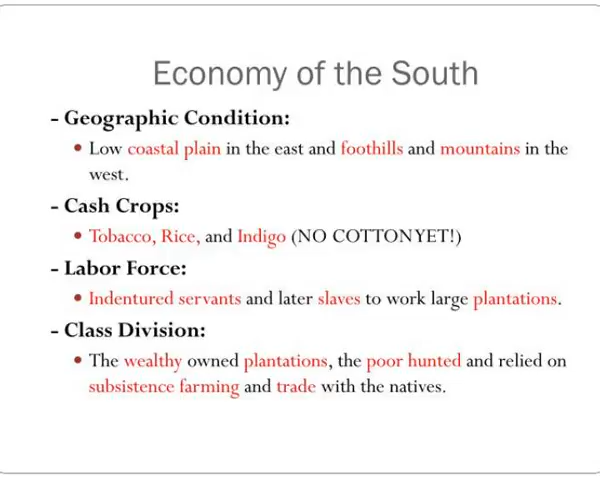 Economy of the South
- Geographic Condition:
• Low coastal plain in the east and foothills and mountains in the
west.
- Cash Crops:
• Tobacco, Rice, and Indigo (NO COTTONYET!)
- Labor Force:
• Indentured servants and later slaves to work large plantations.
- Class Division:
• The wealthy owned plantations, the poor hunted and relied on
subsistence farming and trade with the natives.